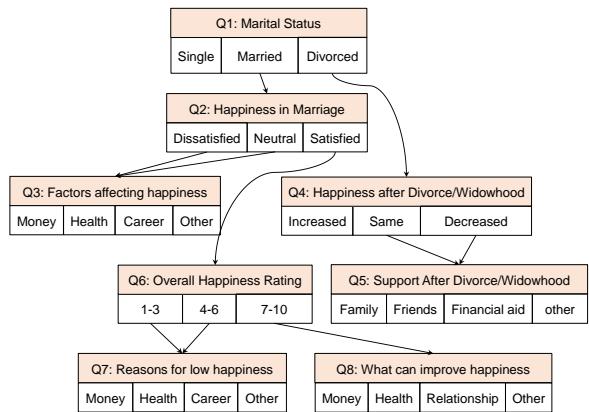 Q1: Marital Status
Single Married Divorced
Q2: Happiness in Marriage
Dissatisfied Neutral Satisfied
Q3: Factors affecting happiness
Money Health Career Other
Q4: Happiness after Divorce/Widowhood
Increased Same Decreased
Q6: Overall Happiness Rating
1-3 4-6 7-10
Q5: Support After Divorce/Widowhood
Family Friends Financial aid other
Q7: Reasons for low happiness
Money Health Career Other
Q8: What can improve happiness
Money Health Relationship Other